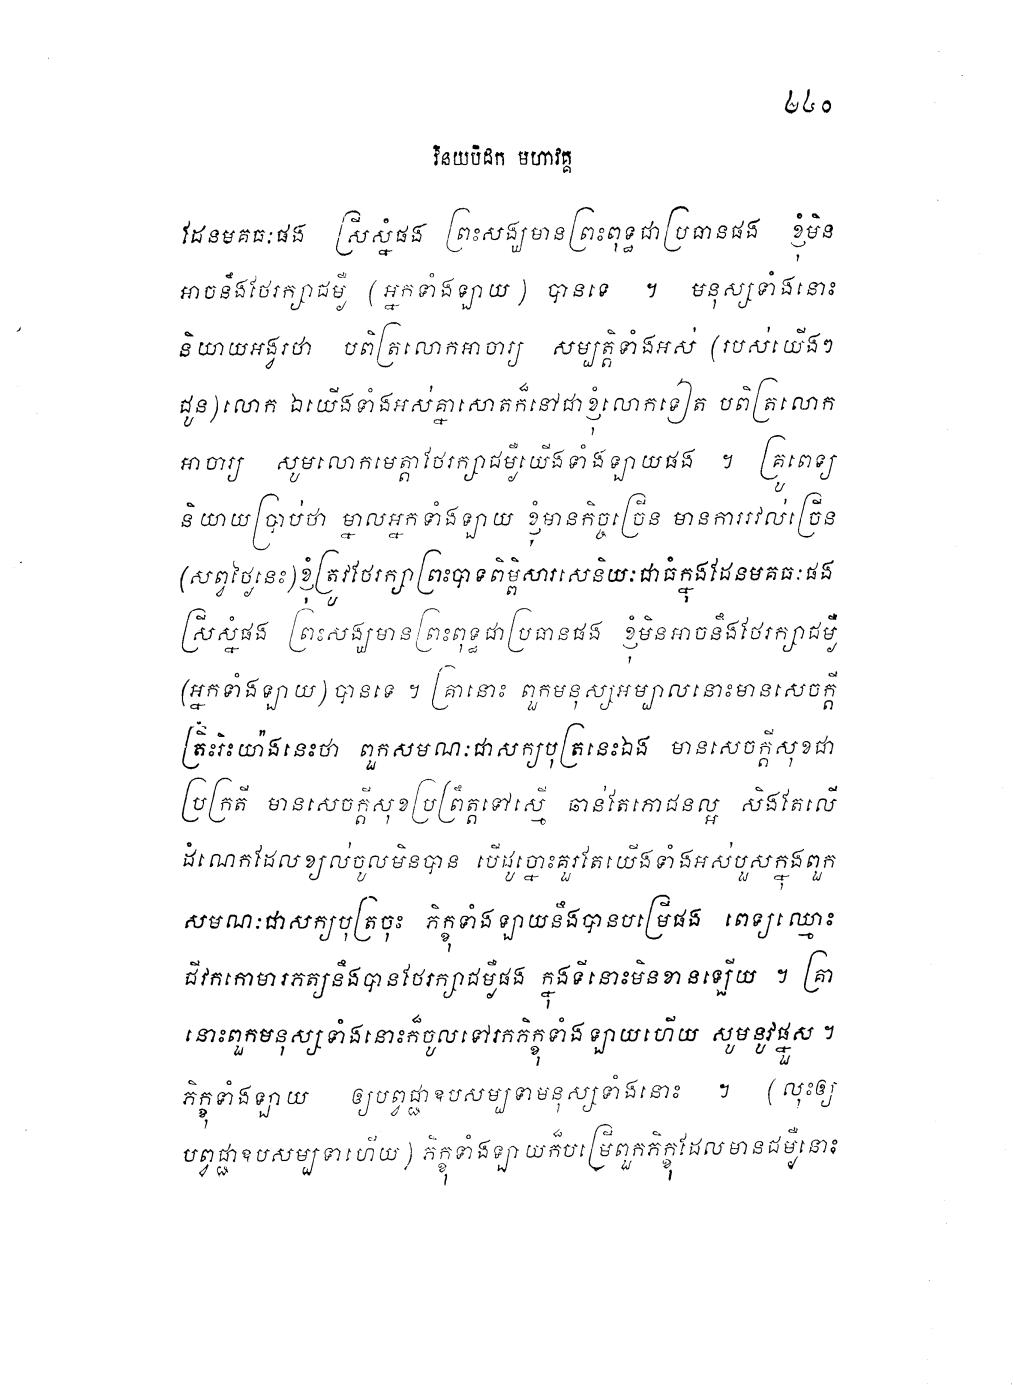 ២៤០
វិនយបិដក មហាវគ្គ
ដែនមគធៈផង ស្រីស្នំផង ព្រះសង្ឃមានព្រះពុទ្ធជាប្រធានផង ខ្ញុំមិន
អាចនឹងថែរក្សាជម្ងឺ (អ្នកទាំងឡាយ) បានទេ ។ មនុស្សទាំងនោះ
និយាយអង្វរថា បពិត្រលោកអាចារ្យ សម្បត្តិទាំងអស់ (របស់យើងៗ
ជូន) លោក ឯយើងទាំងអស់គ្នាសោតក៏នៅជាខ្ញុំលោកទៀត បពិត្រលោក
អាចារ្យ សូមលោកមេត្តាថែរក្សាជម្ងឺយើងទាំងឡាយផង ។ គ្រូពេទ្យ
និយាយប្រាប់ថា ម្នាលអ្នកទាំងឡាយ ខ្ញុំមានកិច្ចច្រើន មានការរវល់ច្រើន
(សព្វថ្ងៃនេះ) ខ្ញុំត្រូវថែរក្សាព្រះបាទពិម្ពិសារសេនិយៈជាធំក្នុងដែនមគធៈផង
ស្រីស្នំផង ព្រះសង្ឃមានព្រះពុទ្ធជាប្រធានផង ខ្ញុំមិនអាចនឹងថែរក្សាជម្ងឺ
(អ្នកទាំងឡាយ) បានទេ ។ គ្រានោះ ពួកមនុស្សអម្បាលនោះមានសេចក្តី
ត្រិះរិះយ៉ាងនេះថា ពួកសមណៈជាសក្យបុត្រនេះឯង មានសេចក្តីសុខជា
ប្រក្រតី មានសេចក្តីសុខប្រព្រឹត្តទៅស្មើ ឆាន់តែភោជនល្អ សិងតែលើ
ដំណេកដែលខ្យល់ចូលមិនបាន បើដូច្នោះគួរតែយើងទាំងអស់បួសក្នុងពួក
សមណៈជាសក្យបុត្រចុះ ភិក្ខុទាំងឡាយនឹងបានបម្រើផង ពេទ្យឈ្មោះ
ជីវកកោមារភត្យនឹងបានថែរក្សាជម្ងឺផង ក្នុងទីនោះមិនខានឡើយ ។ គ្រា
នោះពួកមនុស្សទាំងនោះក៏ចូលទៅរកភិក្ខុទាំងឡាយហើយ សូមនូវផ្នួស ។
ភិក្ខុទាំងឡាយ ឲ្យបព្វជ្ជាឧបសម្បទាមនុស្សទាំងនោះ ។ (លុះឲ្យ
បព្វជ្ជាឧបសម្បទាហើយ) ភិក្ខុទាំងឡាយក៏បម្រើពួកភិក្ខុដែលមានជម្ងឺនោះ